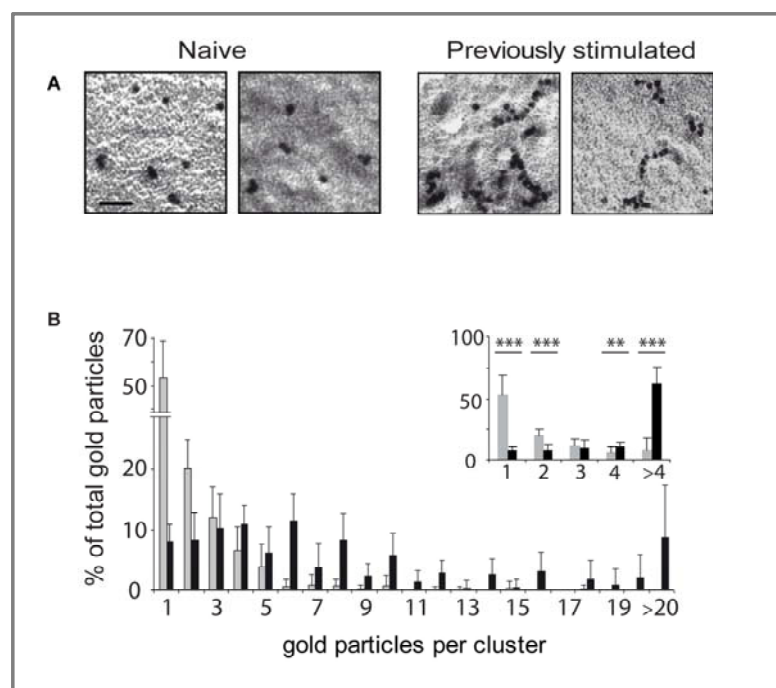 Naive Previously stimulated
A
B
% of total gold particles
70
50
20
10
0
1 3 5 7 9 11 13 15 17 19 >20
gold particles per cluster
100
50
0
*** *** ** ***
1 2 3 4 >4